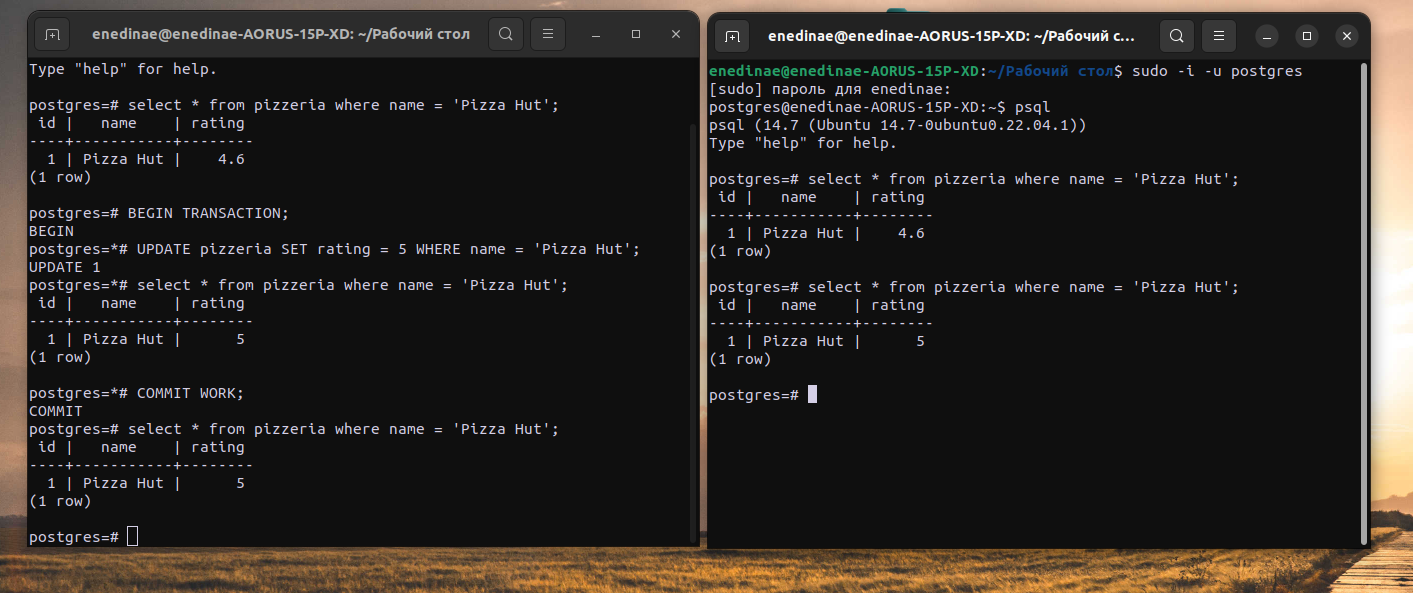 enedinae@enedinae-AORUS-15P-XD: ~/Рабочий стол
Type "help" for help.
postgres=# select * from pizzeria where name = 'Pizza Hut';
 id |   name    | rating
----+-----------+--------
  1 | Pizza Hut |    4.6
(1 row)
postgres=# BEGIN TRANSACTION;
BEGIN
postgres=*# UPDATE pizzeria SET rating = 5 WHERE name = 'Pizza Hut';
UPDATE 1
postgres=*# select * from pizzeria where name = 'Pizza Hut';
 id |   name    | rating
----+-----------+--------
  1 | Pizza Hut |      5
(1 row)
postgres=*# COMMIT WORK;
COMMIT
postgres=# select * from pizzeria where name = 'Pizza Hut';
 id |   name    | rating
----+-----------+--------
  1 | Pizza Hut |      5
(1 row)
postgres=#
enedinae@enedinae-AORUS-15P-XD: ~/Рабочий с...
enedinae@enedinae-AORUS-15P-XD:~/Рабочий стол$ sudo -i -u postgres
[sudo] пароль для enedinae:
postgres@enedinae-AORUS-15P-XD:~$ psql
psql (14.7 (Ubuntu 14.7-0ubuntu0.22.04.1))
Type "help" for help.
postgres=# select * from pizzeria where name = 'Pizza Hut';
 id |   name    | rating
----+-----------+--------
  1 | Pizza Hut |    4.6
(1 row)
postgres=# select * from pizzeria where name = 'Pizza Hut';
 id |   name    | rating
----+-----------+--------
  1 | Pizza Hut |      5
(1 row)
postgres=#